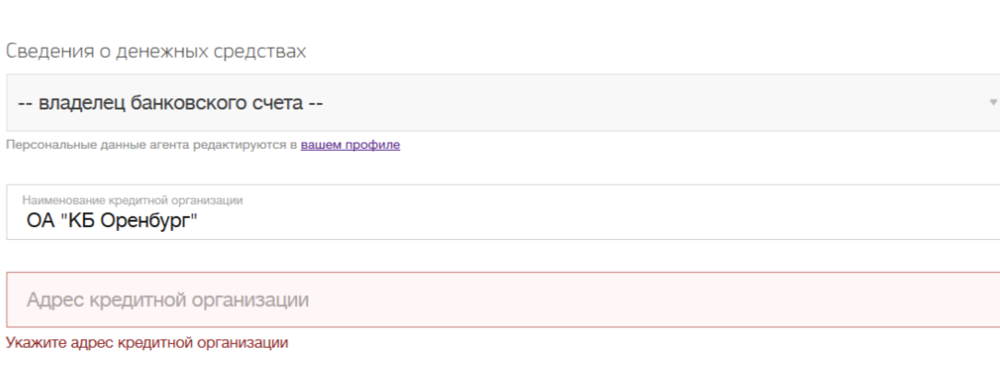 Сведения о денежных средствах
-- владелец банковского счета --
Персональные данные агента редактируются в вашем профиле
Наименование кредитной организации
ОА "КБ Оренбург"
Адрес кредитной организации
Укажите адрес кредитной организации